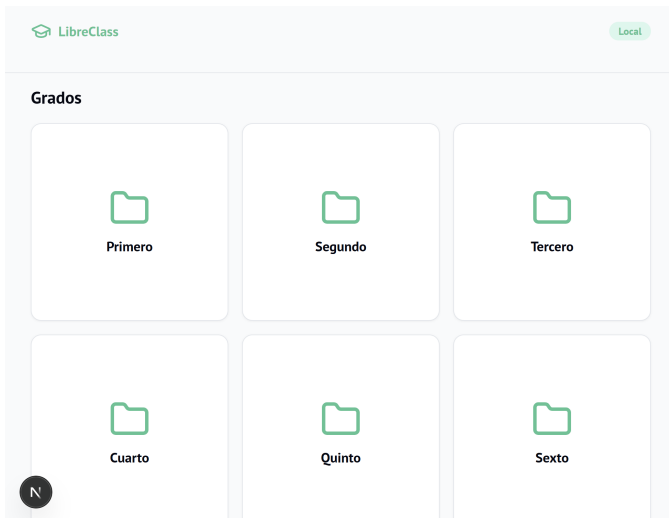 LibreClass
Local
Grados
Primero
Segundo
Tercero
Cuarto
Quinto
Sexto
N